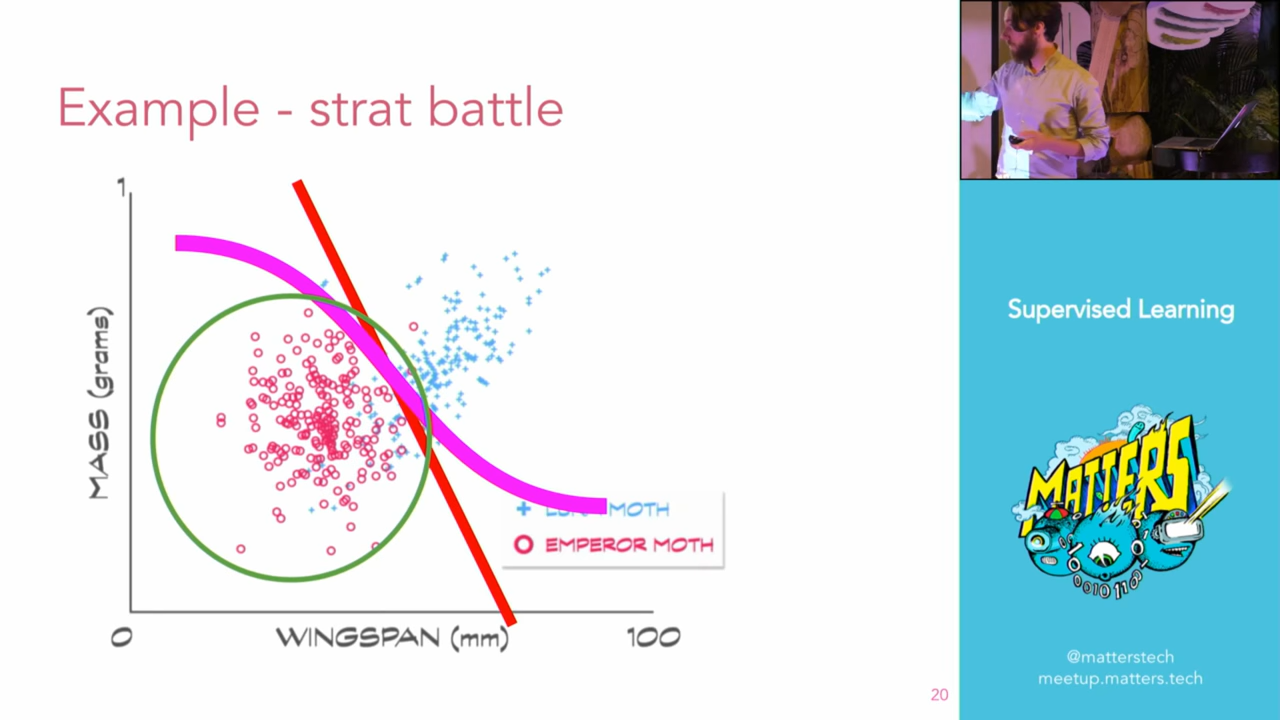 Example - strat battle
1
MASS (grams)
MOTH
EMPEROR MOTH
0
WINGSPAN (mm)
100
20
Supervised Learning
MATTERS
@matterstech
meetup.matters.tech